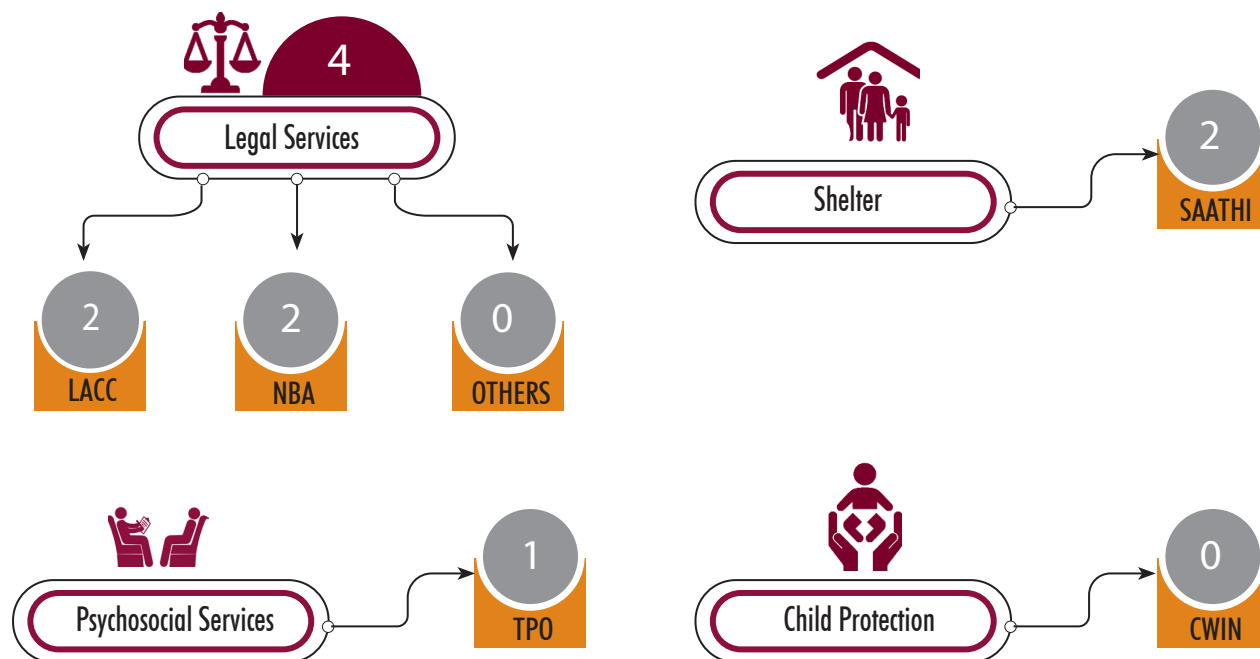 4
Legal Services
2
LACC
2
NBA
0
OTHERS
Shelter
2
SAATHI
Psychosocial Services
1
TPO
Child Protection
0
CWIN